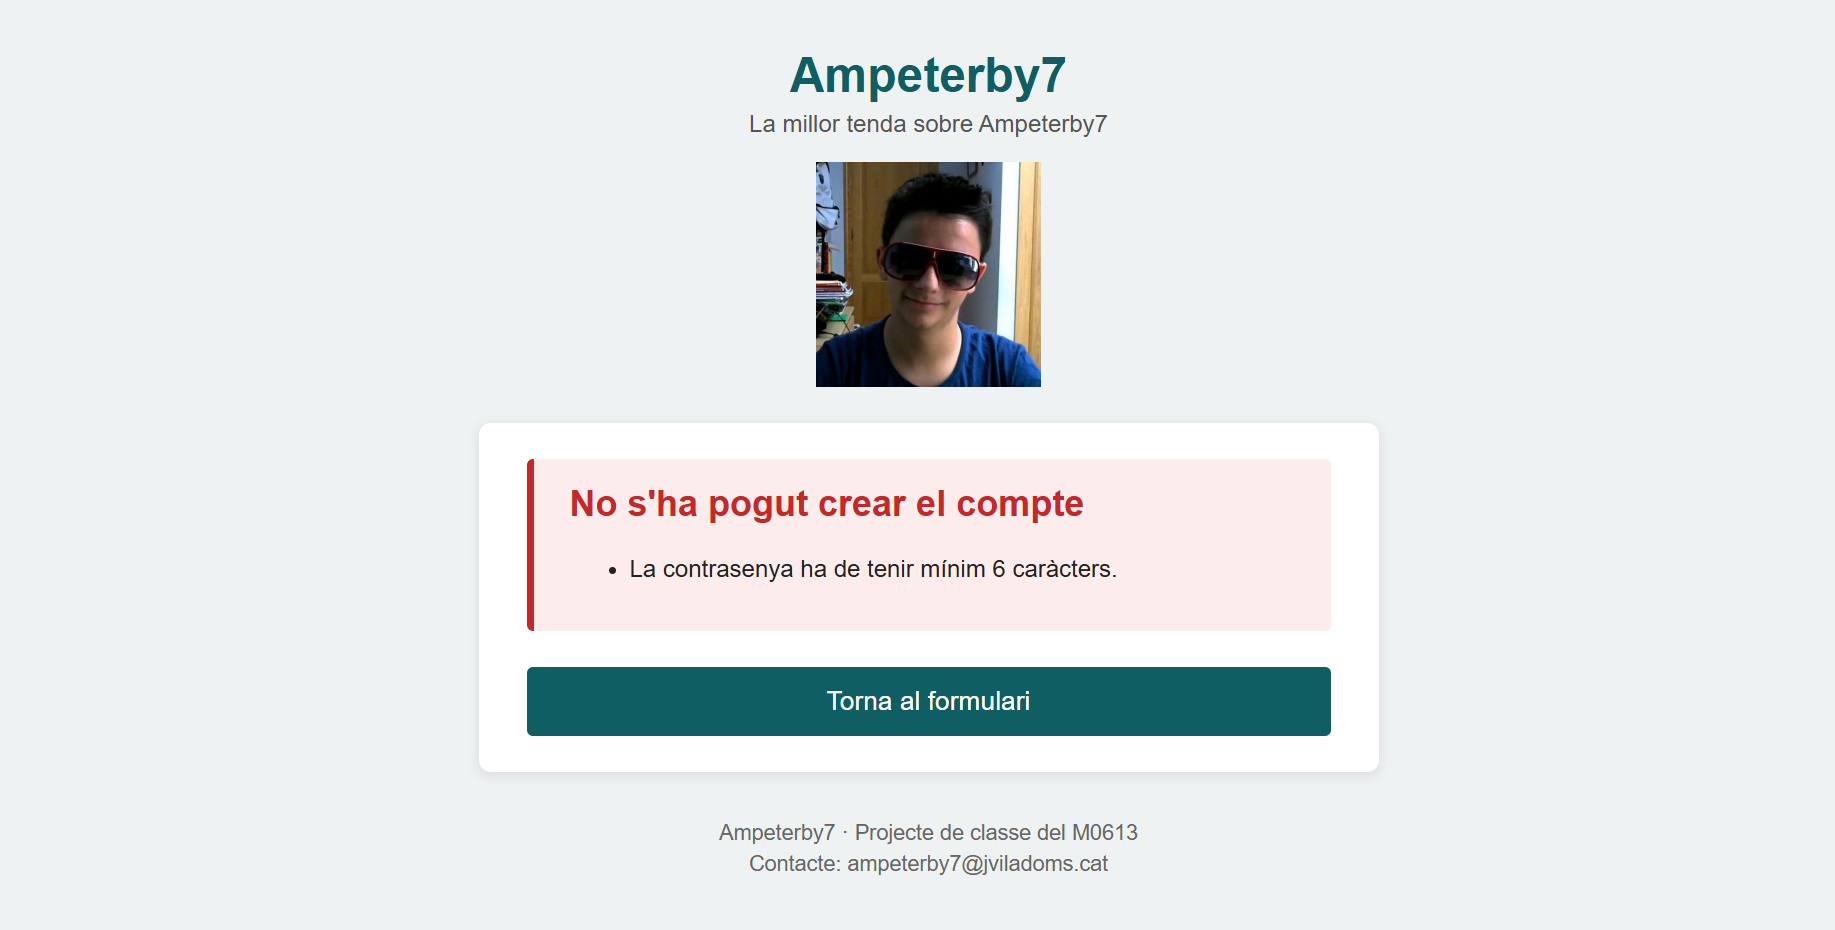 Ampeterby7
La millor tenda sobre Ampeterby7
No s'ha pogut crear el compte
• La contrasenya ha de tenir mínim 6 caràcters.
Torna al formulari
Ampeterby7 · Projecte de classe del M0613
Contacte: ampeterby7@jviladoms.cat